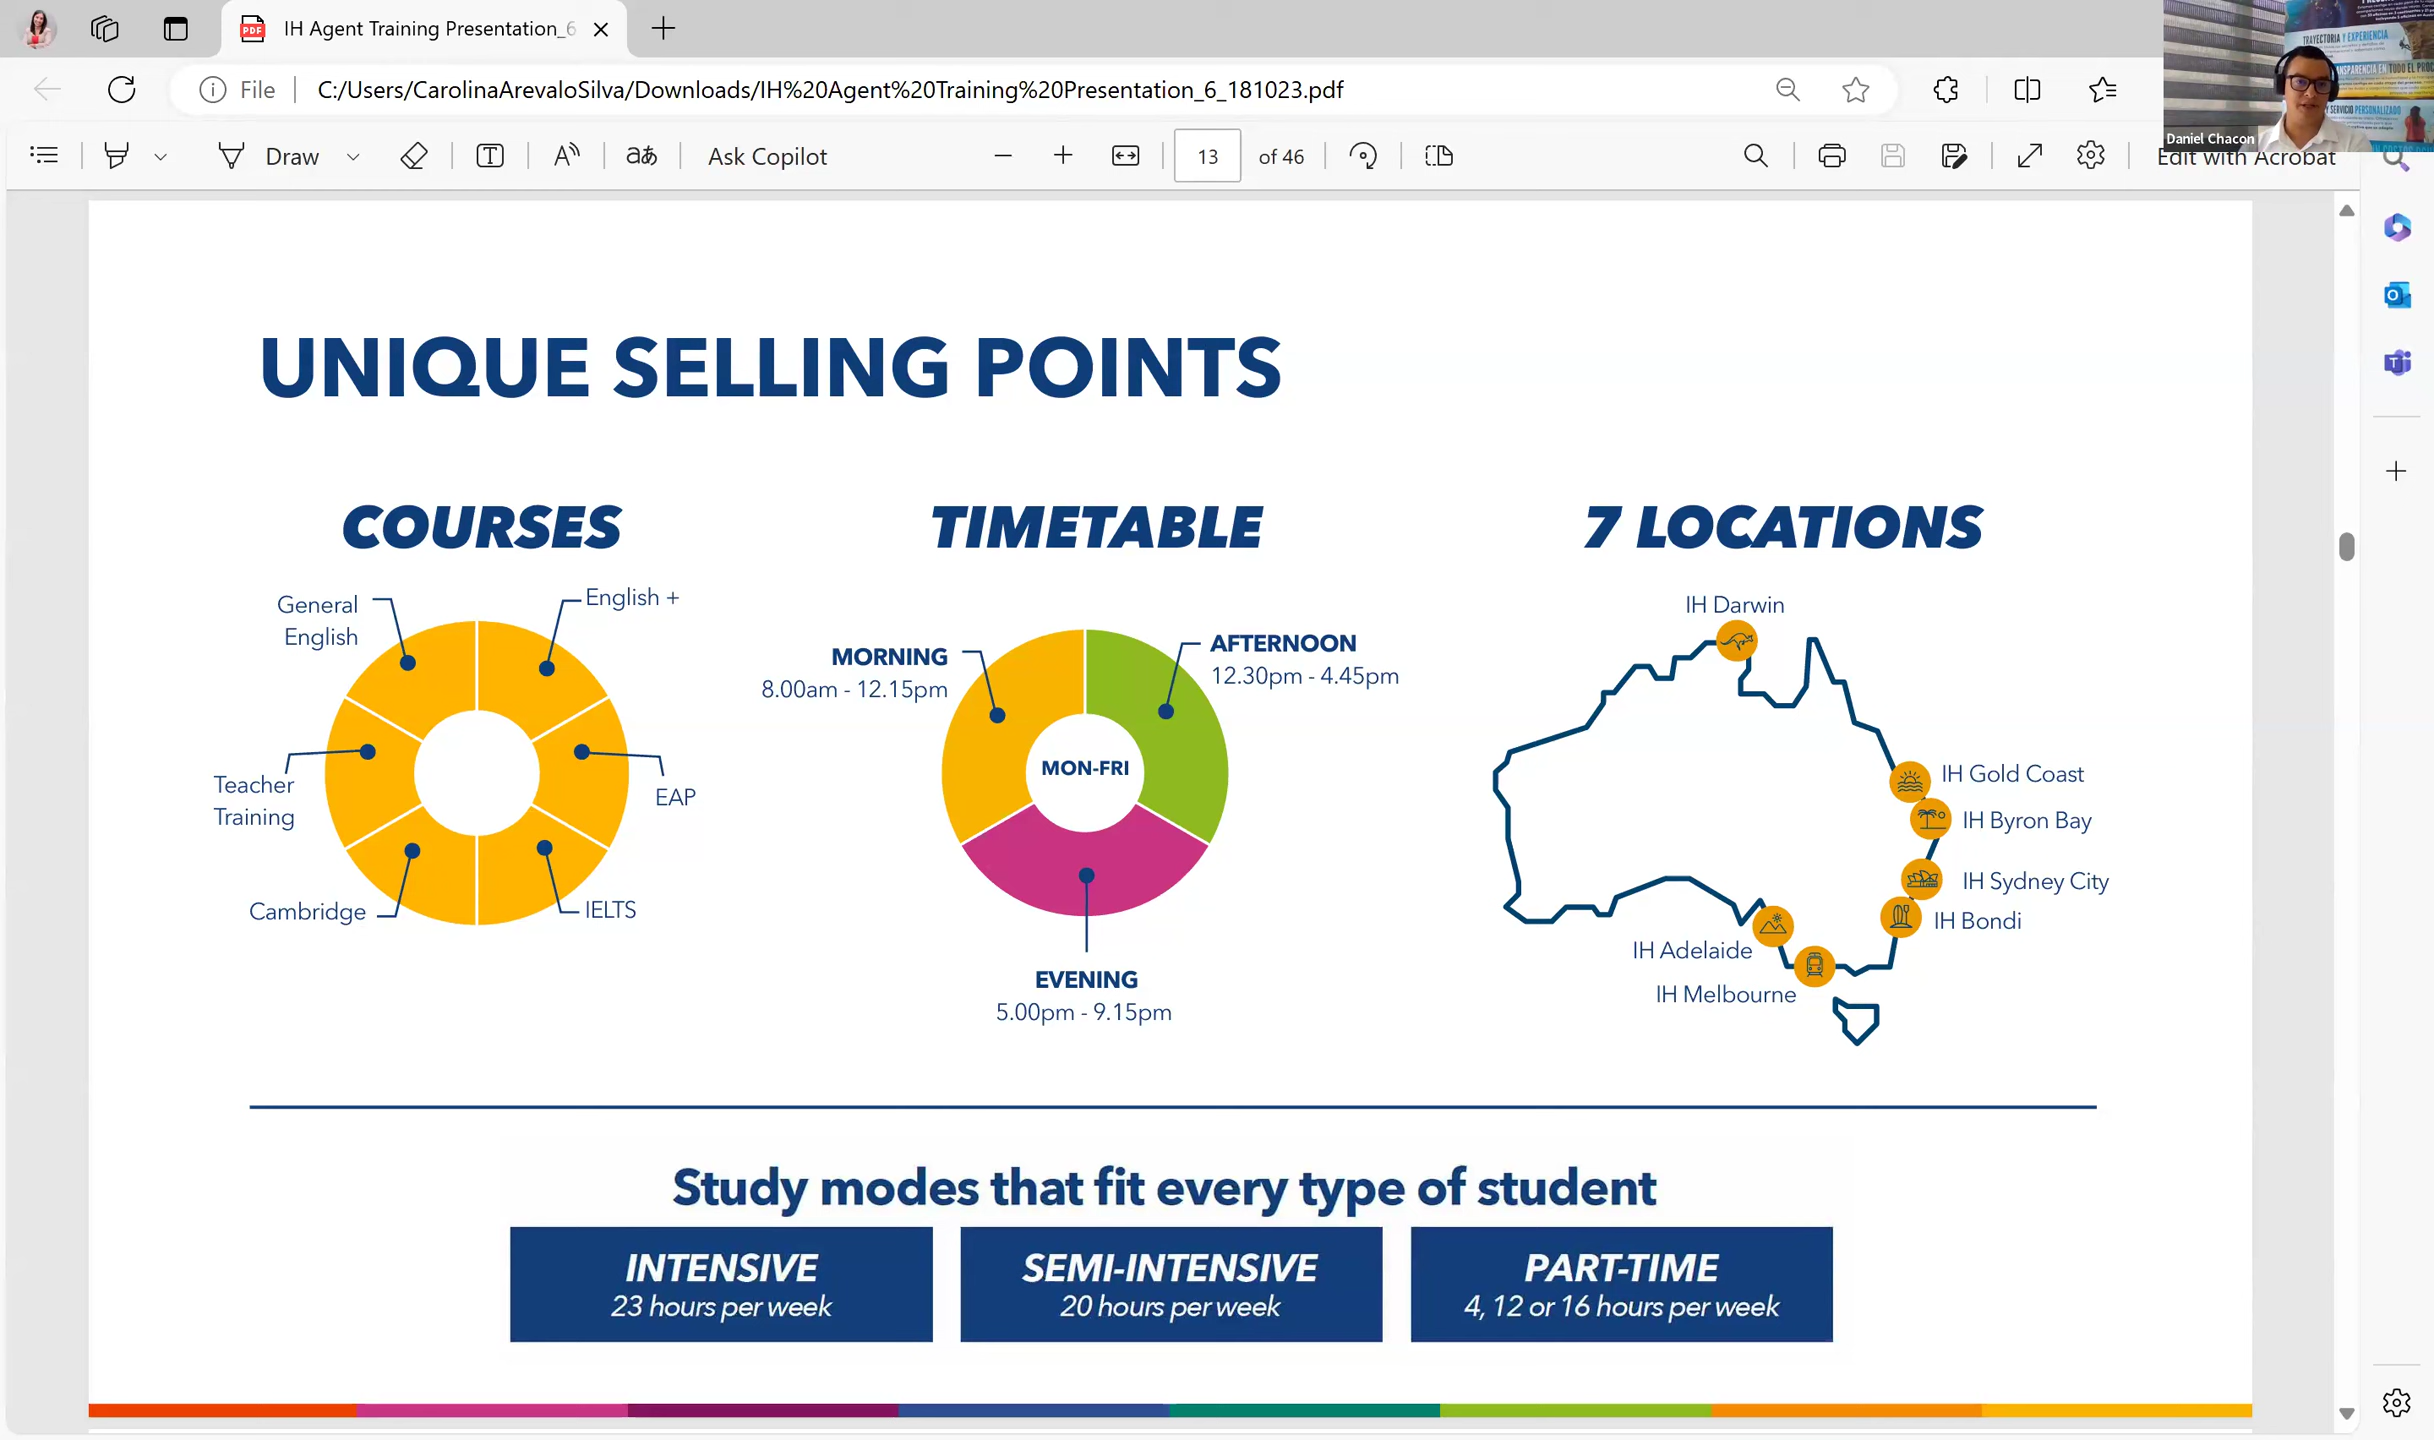 IH Agent Training Presentation_6
File
C:/Users/CarolinaArevaloSilva/Downloads/IH%20Agent%20Training%20Presentation_6_181023.pdf
Draw
Ask Copilot
13
of 46
Edit with Acrobat
TRAYECTORIA Y EXPERIENCIA
Y SERVICIO PERSONALIZADO
Daniel Chacon
UNIQUE SELLING POINTS
COURSES
General
English
English +
Teacher
Training
EAP
Cambridge
IELTS
TIMETABLE
MORNING
8.00am - 12.15pm
AFTERNOON
12.30pm - 4.45pm
MON-FRI
EVENING
5.00pm - 9.15pm
7 LOCATIONS
IH Darwin
IH Gold Coast
IH Byron Bay
IH Sydney City
IH Bondi
IH Adelaide
IH Melbourne
Study modes that fit every type of student
INTENSIVE
23 hours per week
SEMI-INTENSIVE
20 hours per week
PART-TIME
4, 12 or 16 hours per week